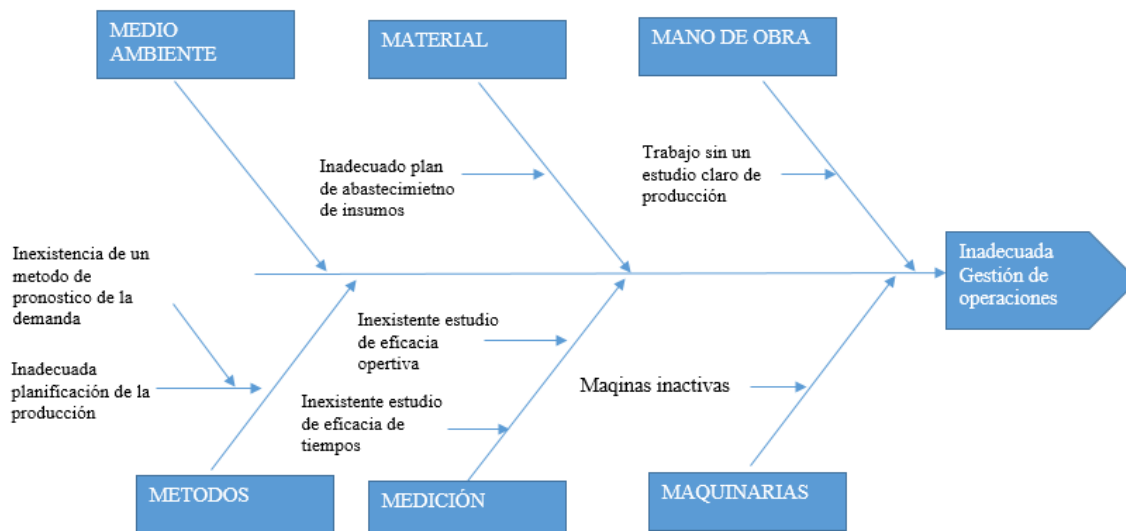 MEDIO
AMBIENTE
MATERIAL
MANO DE OBRA
Inadecuado plan
de abastecimietno
de insumos
Trabajo sin un
estudio claro de
producción
Inexistencia de un
metodo de
pronostico de la
demanda
Inadecuada
Gestión de
operaciones
Inexistente estudio
de eficacia
opertiva
Inadecuada
planificación de la
producción
Maqinas inactivas
Inexistente estudio
de eficacia de
tiempos
METODOS
MEDICIÓN
MAQUINARIAS